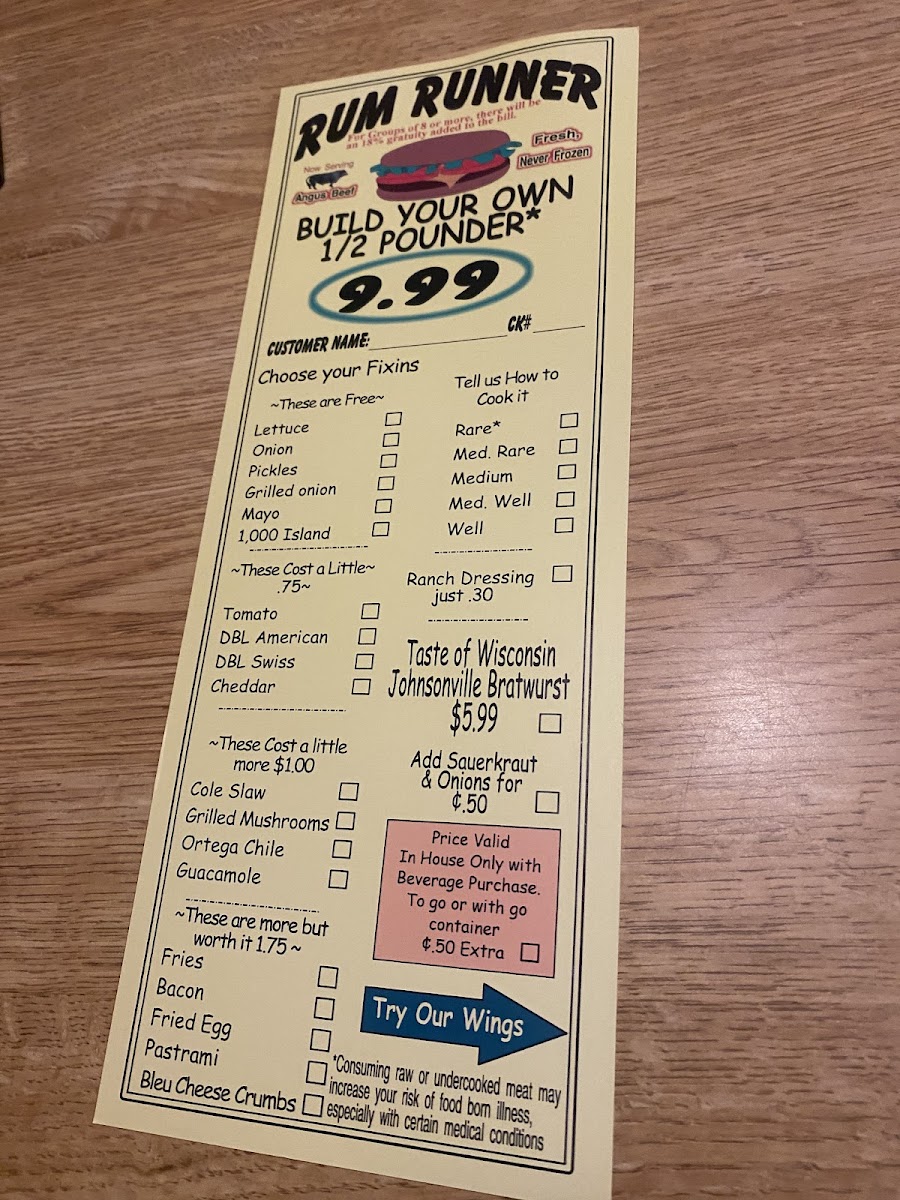 RUM RUNNER
For Groups of 8 or more, there will be
an 18% gratuity added to the bill.
Now Serving
Angus Beef
Fresh,
Never Frozen
BUILD YOUR OWN
1/2 POUNDER*
9.99
CUSTOMER NAME:
CK#
Choose your Fixins
~These are Free~
Lettuce
Onion
Pickles
Grilled onion
Mayo
1,000 Island
~These Cost a Little~
.75~
Tomato
DBL American
DBL Swiss
Cheddar
~These Cost a little
more $1.00
Cole Slaw
Grilled Mushrooms
Ortega Chile
Guacamole
~These are more but
worth it 1.75 ~
Fries
Bacon
Fried Egg
Pastrami
Bleu Cheese Crumbs
Tell us How to
Cook it
Rare*
Med. Rare
Medium
Med. Well
Well
Ranch Dressing
just .30
Taste of Wisconsin
Johnsonville Bratwurst
$5.99
Add Sauerkraut
& Onions for
¢.50
Price Valid
In House Only with
Beverage Purchase.
To go or with go
container
¢.50 Extra
Try Our Wings
*Consuming raw or undercooked meat may
increase your risk of food born illness,
especially with certain medical conditions